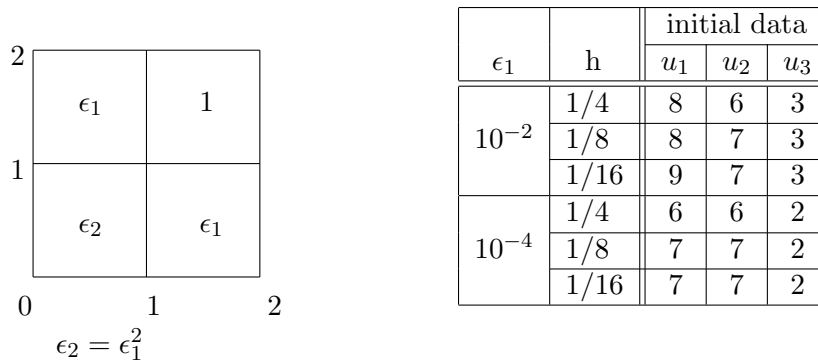 2
ϵ₁ 1
1
ϵ₂ ϵ₁
0 1 2
ϵ₂ = ϵ₁²
initial data
ϵ₁ h u₁ u₂ u₃
1/4 8 6 3
10⁻² 1/8 8 7 3
1/16 9 7 3
1/4 6 6 2
10⁻⁴ 1/8 7 7 2
1/16 7 7 2